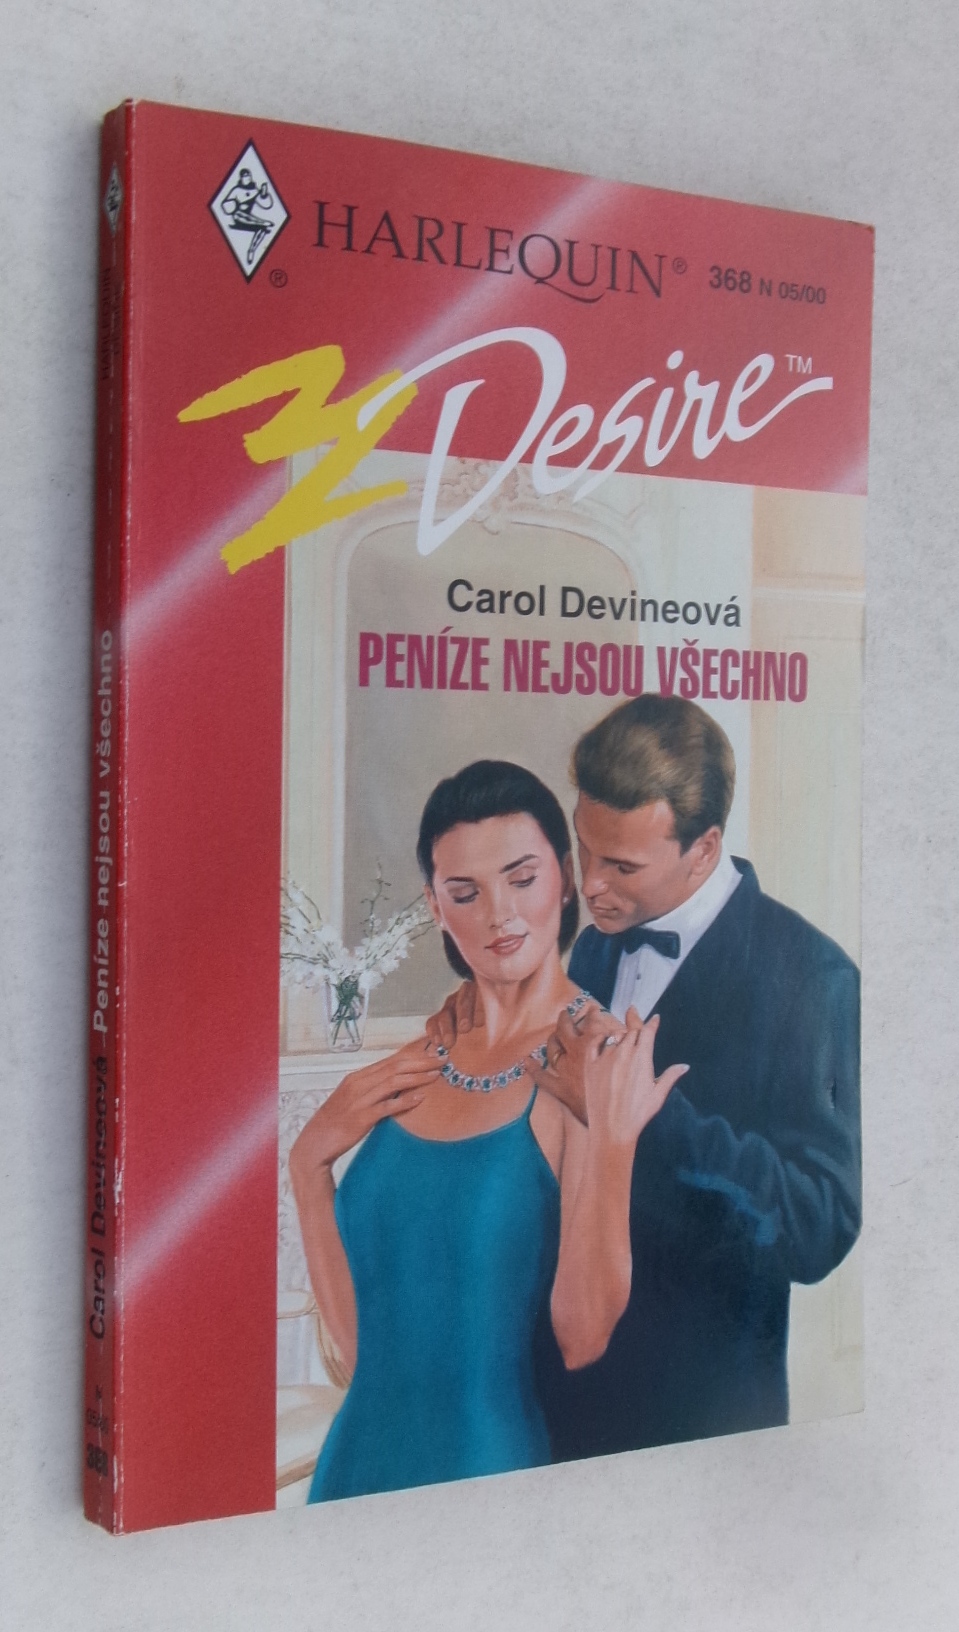 HARLEQUIN® 368 N 05/00
®
Desire™
Carol Devineová
PENÍZE NEJSOU VŠECHNO
Carol Devineová Peníze nejsou všechno
368